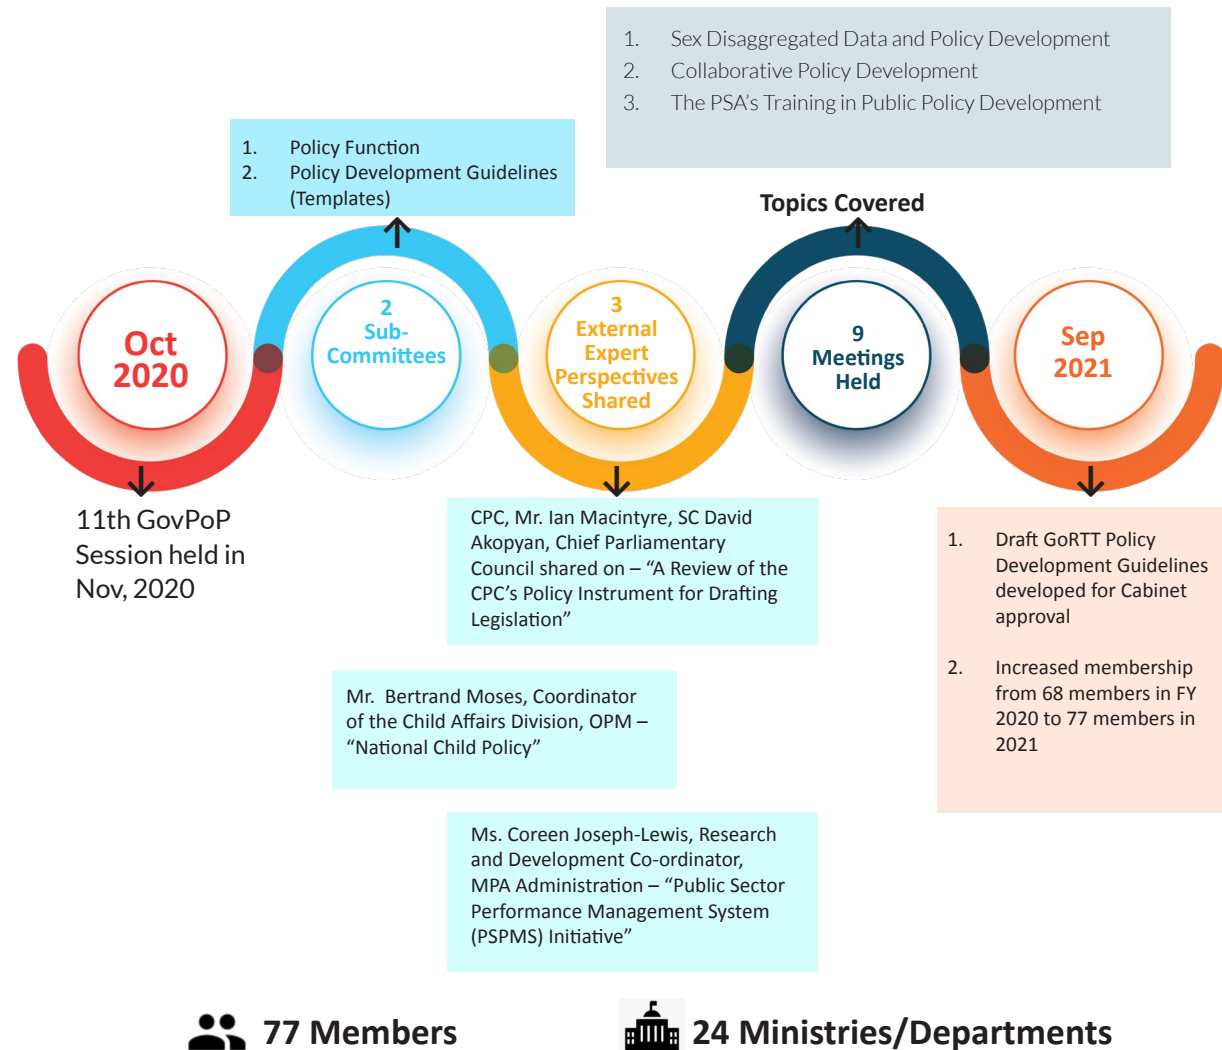 1. Sex Disaggregated Data and Policy Development
2. Collaborative Policy Development
3. The PSA's Training in Public Policy Development
1. Policy Function
2. Policy Development Guidelines
(Templates)
Topics Covered
Oct
2020
2
Sub-
Committees
3
External
Expert
Perspectives
Shared
9
Meetings
Held
Sep
2021
11th GovPoP
Session held in
Nov, 2020
CPC, Mr. Ian Macintyre, SC David
Akopyan, Chief Parliamentary
Council shared on – “A Review of the
CPC’s Policy Instrument for Drafting
Legislation”
Mr. Bertrand Moses, Coordinator
of the Child Affairs Division, OPM –
“National Child Policy”
Ms. Coreen Joseph-Lewis, Research
and Development Co-ordinator,
MPA Administration – “Public Sector
Performance Management System
(PSPMS) Initiative”
1. Draft GoRTT Policy
Development Guidelines
developed for Cabinet
approval
2. Increased membership
from 68 members in FY
2020 to 77 members in
2021
77 Members
24 Ministries/Departments